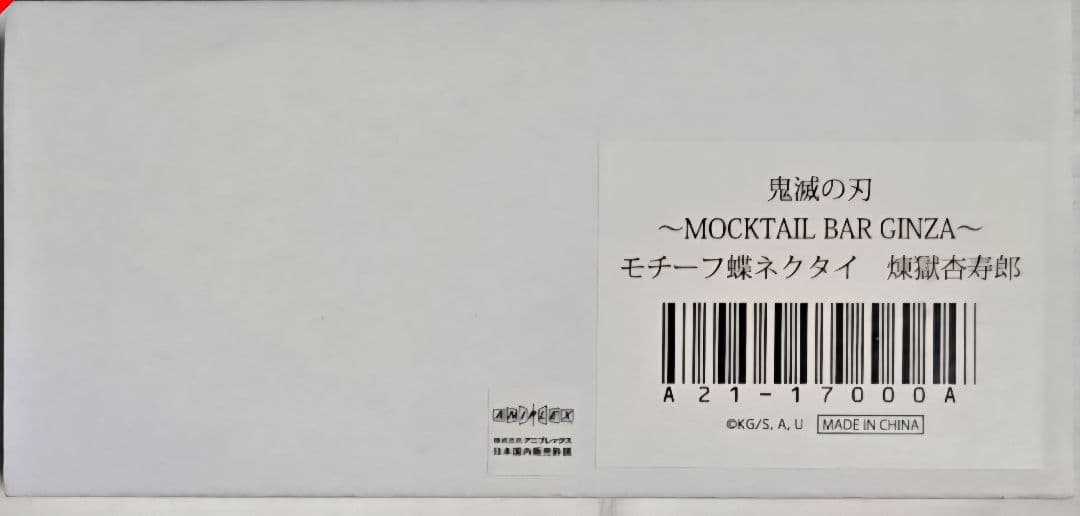 鬼滅の刃
～MOCKTAIL BAR GINZA～
モチーフ蝶ネクタイ　煉獄杏寿郎
A21-17000A
©KG/S, A, U MADE IN CHINA
ANIPLEX
株式会社 アニプレックス
日本国内販売許諾